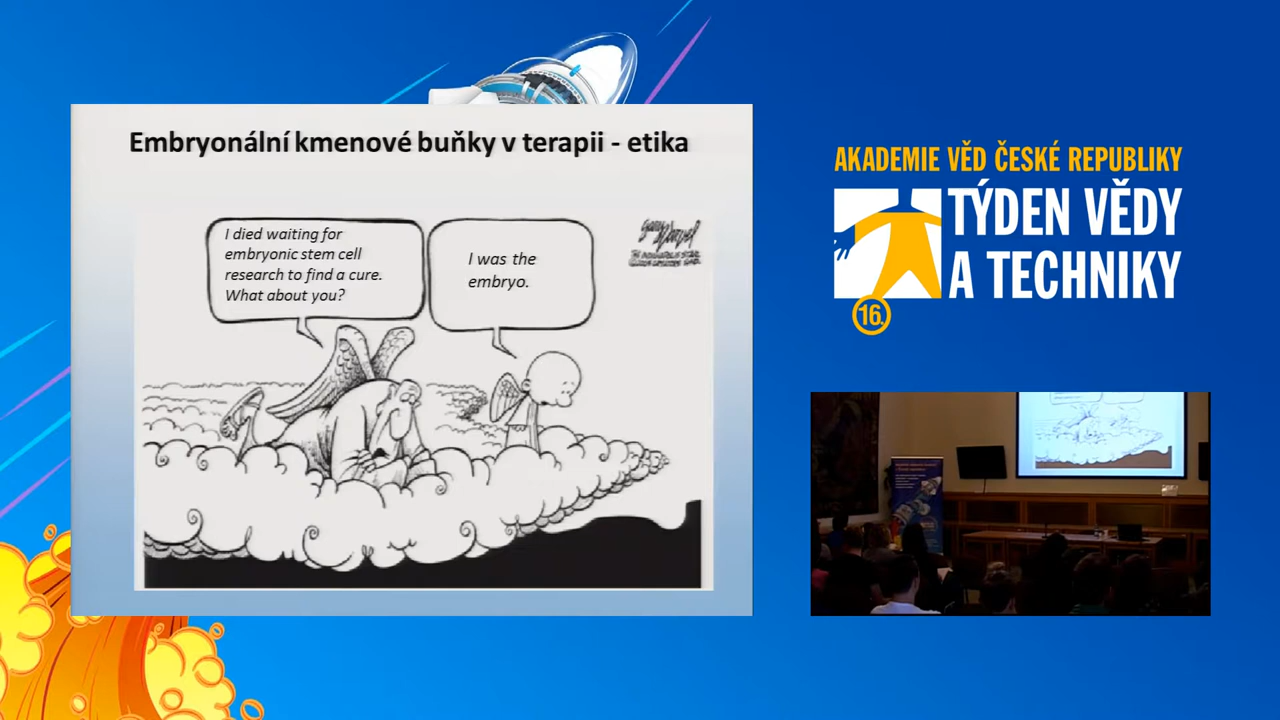 Embryonální kmenové buňky v terapii - etika
I died waiting for
embryonic stem cell
research to find a cure.
What about you?
I was the
embryo.
AKADEMIE VĚD ČESKÉ REPUBLIKY
TÝDEN VĚDY
A TECHNIKY
16.